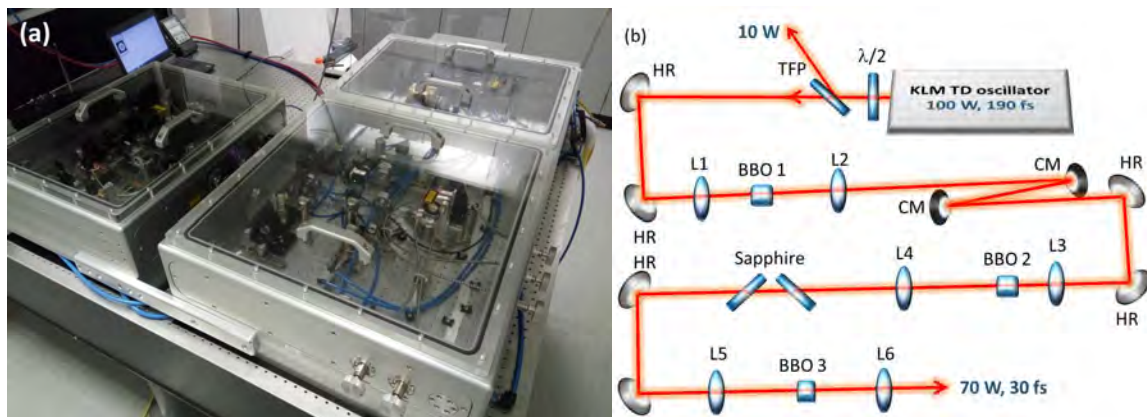 (a)
(b)
10 W
λ/2
HR
TFP
KLM TD oscillator
100 W, 190 fs
L1
BBO 1
L2
CM
HR
CM
HR
HR
Sapphire
L4
BBO 2
L3
HR
L5
BBO 3
L6
70 W, 30 fs